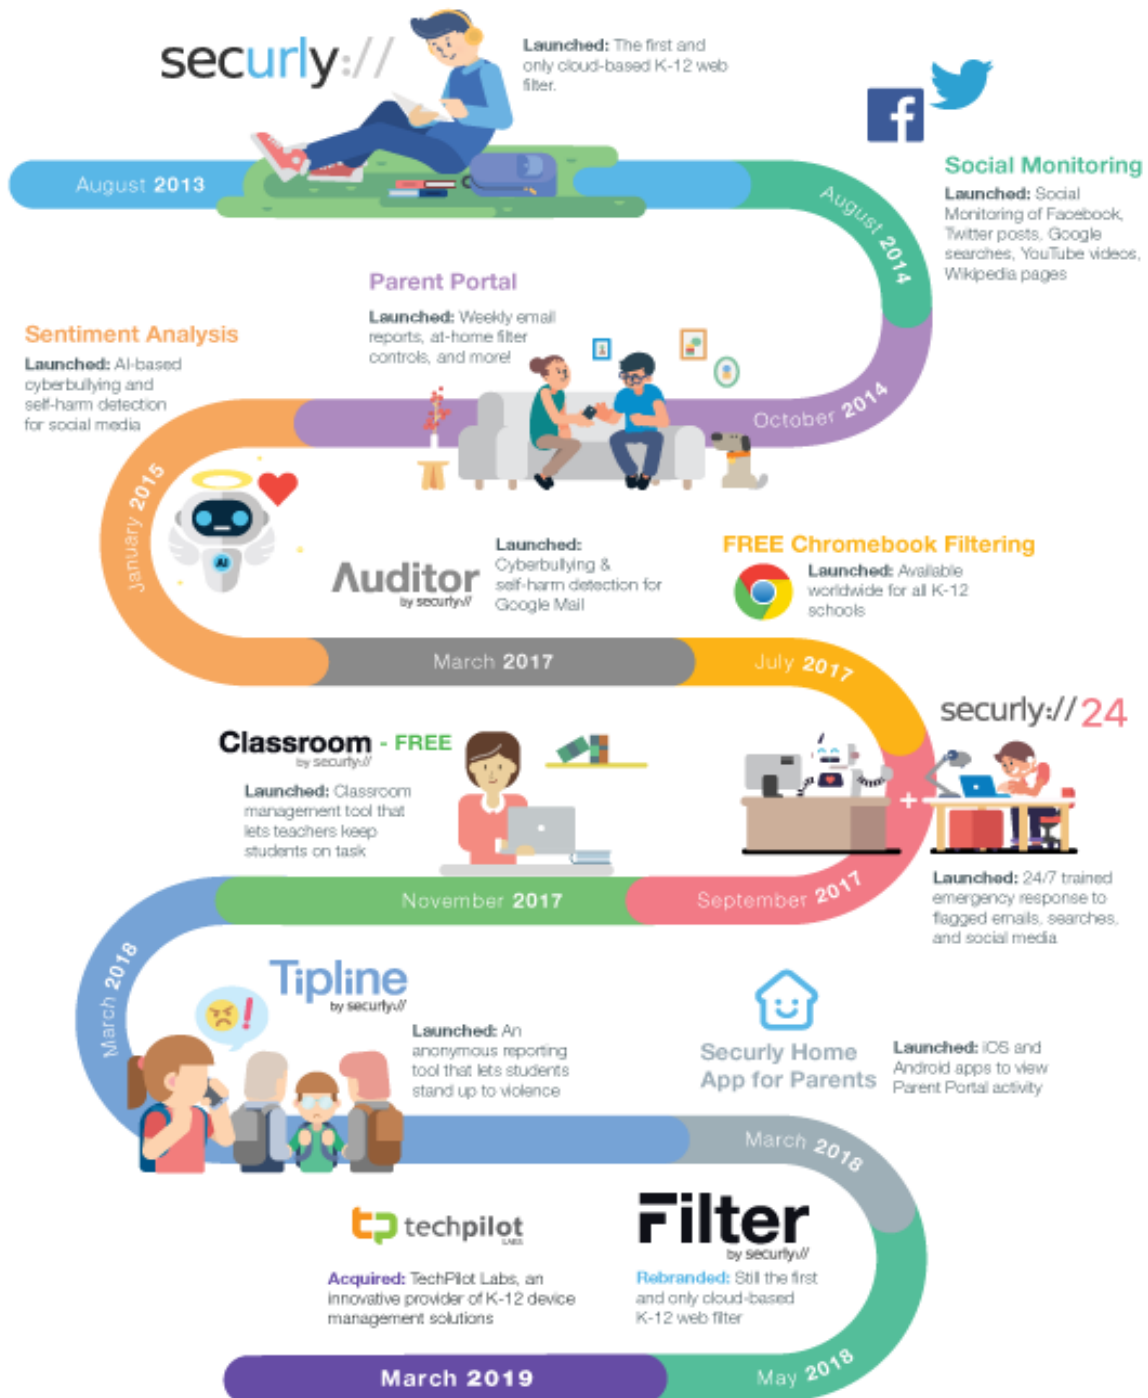 securly://
Launched: The first and
only cloud-based K-12 web
filter.
August 2013
August 2014
Social Monitoring
Launched: Social
Monitoring of Facebook,
Twitter posts, Google
searches, YouTube videos,
Wikipedia pages
Parent Portal
Launched: Weekly email
reports, at-home filter
controls, and more!
October 2014
Sentiment Analysis
Launched: AI-based
cyberbullying and
self-harm detection
for social media
January 2015
AI
Auditor
by securly://
Launched:
Cyberbullying &
self-harm detection for
Google Mail
March 2017
FREE Chromebook Filtering
Launched: Available
worldwide for all K-12
schools
July 2017
securly://24
+
Launched: 24/7 trained
emergency response to
flagged emails, searches,
and social media
September 2017
Classroom - FREE
by securly://
Launched: Classroom
management tool that
lets teachers keep
students on task
November 2017
March 2018
Tipline
by securly://
Launched: An
anonymous reporting
tool that lets students
stand up to violence
Securly Home
App for Parents
Launched: iOS and
Android apps to view
Parent Portal activity
March 2018
Filter
by securly://
Rebranded: Still the first
and only cloud-based
K-12 web filter
May 2018
tp techpilot
LABS
Acquired: TechPilot Labs, an
innovative provider of K-12 device
management solutions
March 2019